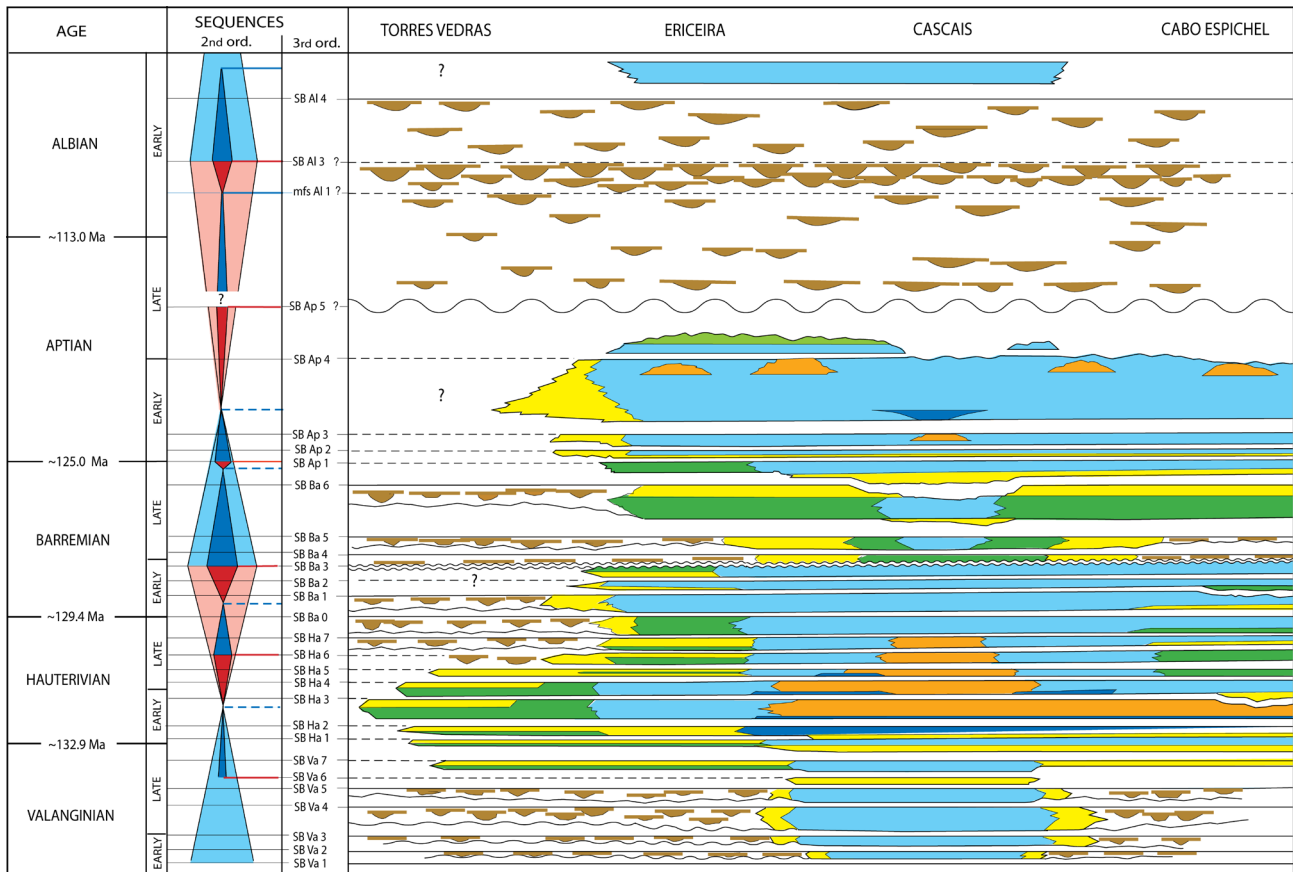 AGE
SEQUENCES
2nd ord.
3rd ord.
TORRES VEDRAS
ERICEIRA
CASCAIS
CABO ESPICHEL
?
SB Al 4
ALBIAN
EARLY
SB Al 3 ?
mfs Al 1 ?
~113.0 Ma
LATE
?
SB Ap 5 ?
APTIAN
SB Ap 4
?
EARLY
SB Ap 3
SB Ap 2
~125.0 Ma
SB Ap 1
SB Ba 6
LATE
BARREMIAN
SB Ba 5
SB Ba 4
SB Ba 3
EARLY
SB Ba 2
?
SB Ba 1
~129.4 Ma
SB Ba 0
SB Ha 7
LATE
SB Ha 6
SB Ha 5
HAUTERIVIAN
SB Ha 4
SB Ha 3
EARLY
SB Ha 2
SB Ha 1
~132.9 Ma
SB Va 7
SB Va 6
LATE
SB Va 5
SB Va 4
VALANGINIAN
SB Va 3
EARLY
SB Va 2
SB Va 1